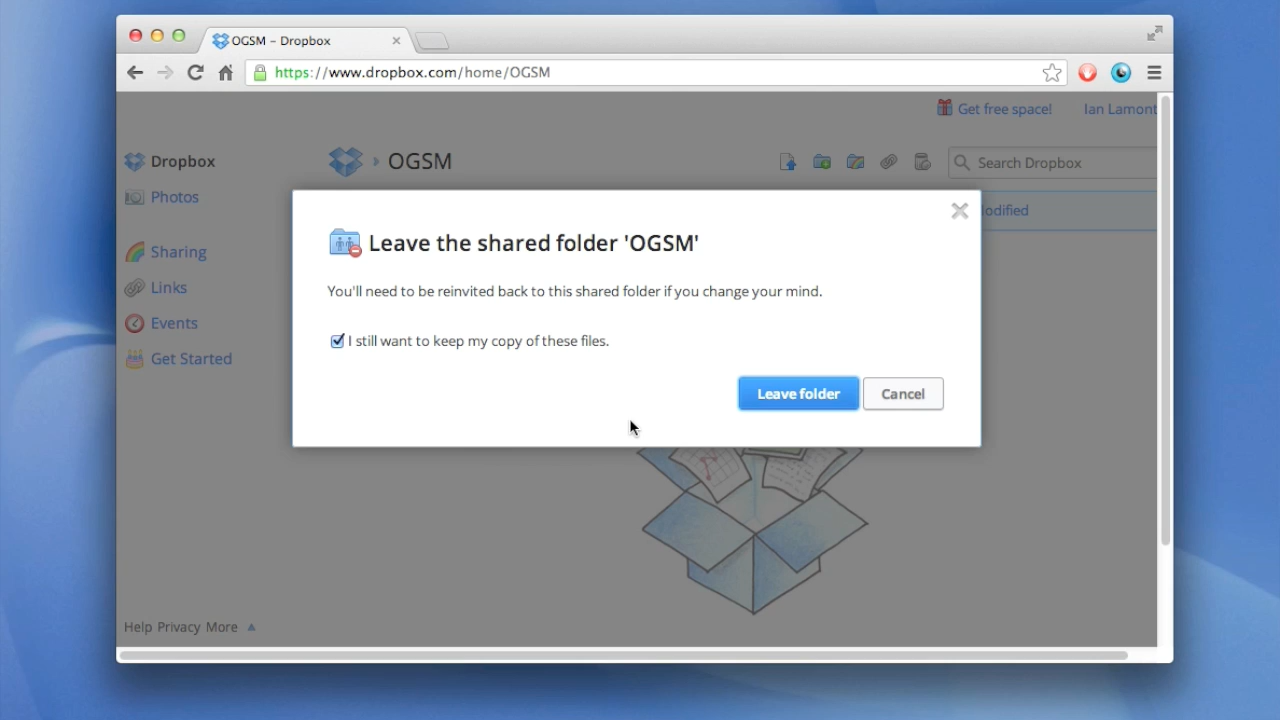 OGSM – Dropbox
https://www.dropbox.com/home/OGSM
Get free space!
Ian Lamont
Dropbox
OGSM
Search Dropbox
Photos
Sharing
Links
Events
Get Started
Leave the shared folder 'OGSM'
You'll need to be reinvited back to this shared folder if you change your mind.
I still want to keep my copy of these files.
Leave folder
Cancel
Help Privacy More